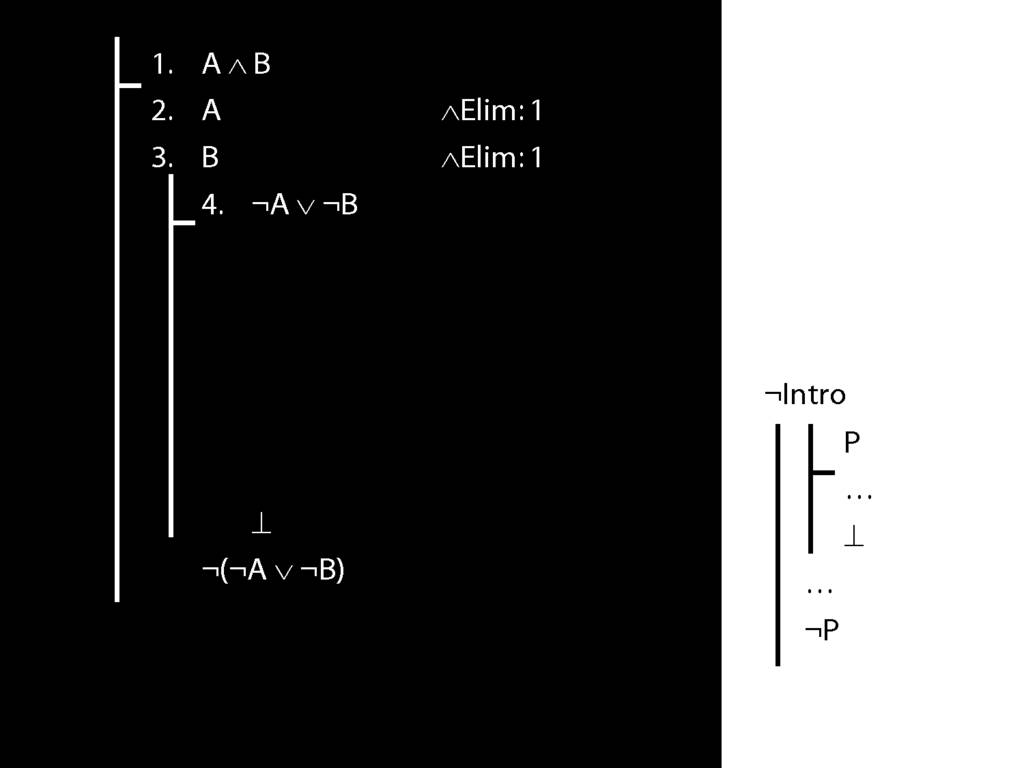 1. A ∧ B
2. A ∧Elim: 1
3. B ∧Elim: 1
4. ¬A ∨ ¬B
⊥
¬(¬A ∨ ¬B)
¬Intro
P
...
⊥
...
¬P